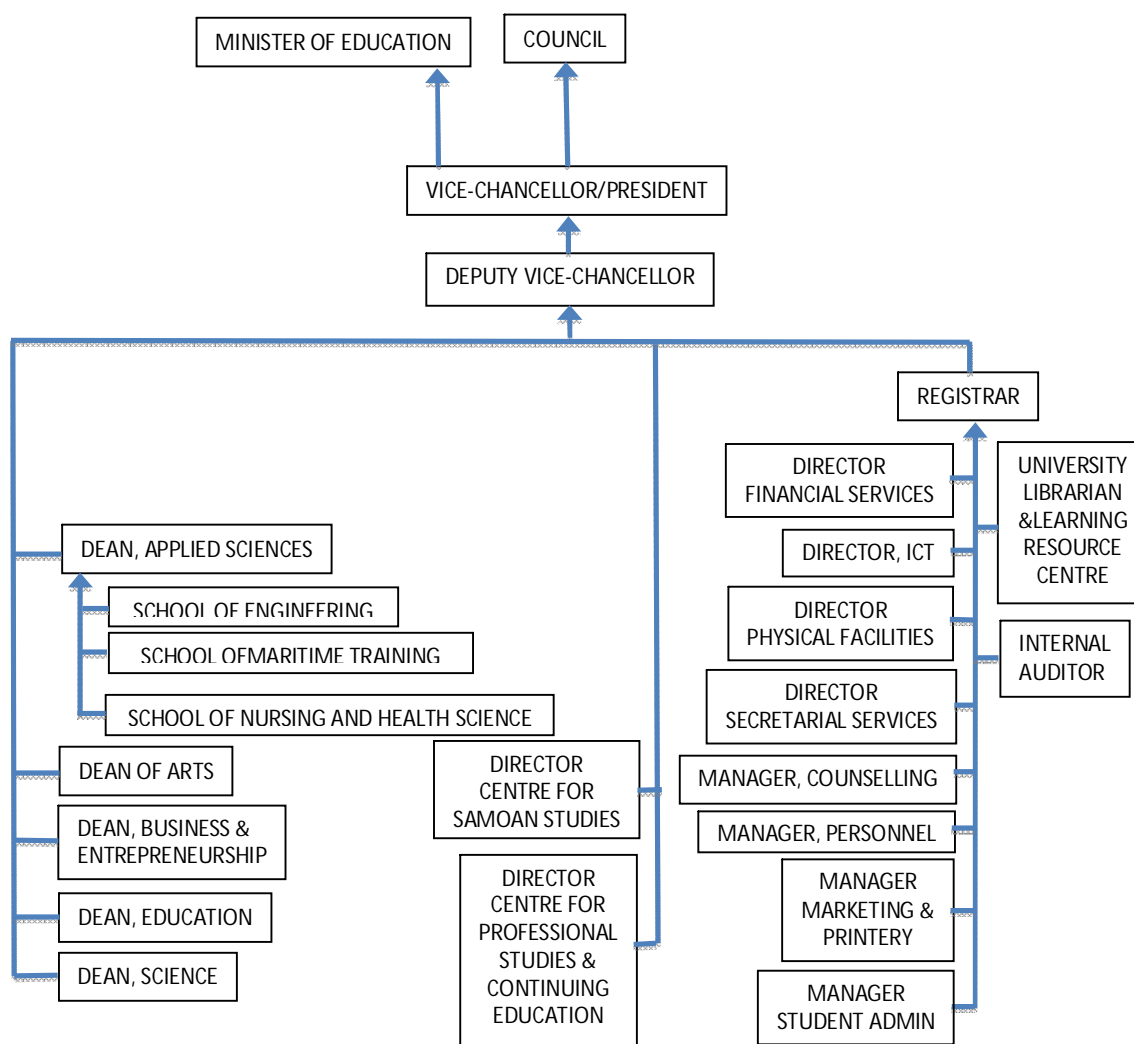 MINISTER OF EDUCATION
COUNCIL
VICE-CHANCELLOR/PRESIDENT
DEPUTY VICE-CHANCELLOR
REGISTRAR
DIRECTOR
FINANCIAL SERVICES
UNIVERSITY
LIBRARIAN
&LEARNING
RESOURCE
CENTRE
DEAN, APPLIED SCIENCES
DIRECTOR, ICT
SCHOOL OF ENGINEERING
DIRECTOR
PHYSICAL FACILITIES
SCHOOL OFMARITIME TRAINING
INTERNAL
AUDITOR
SCHOOL OF NURSING AND HEALTH SCIENCE
DIRECTOR
SECRETARIAL SERVICES
DEAN OF ARTS
DIRECTOR
CENTRE FOR
SAMOAN STUDIES
MANAGER, COUNSELLING
DEAN, BUSINESS &
ENTREPRENEURSHIP
MANAGER, PERSONNEL
DEAN, EDUCATION
DIRECTOR
CENTRE FOR
PROFESSIONAL
STUDIES &
CONTINUING
EDUCATION
MANAGER
MARKETING &
PRINTERY
DEAN, SCIENCE
MANAGER
STUDENT ADMIN